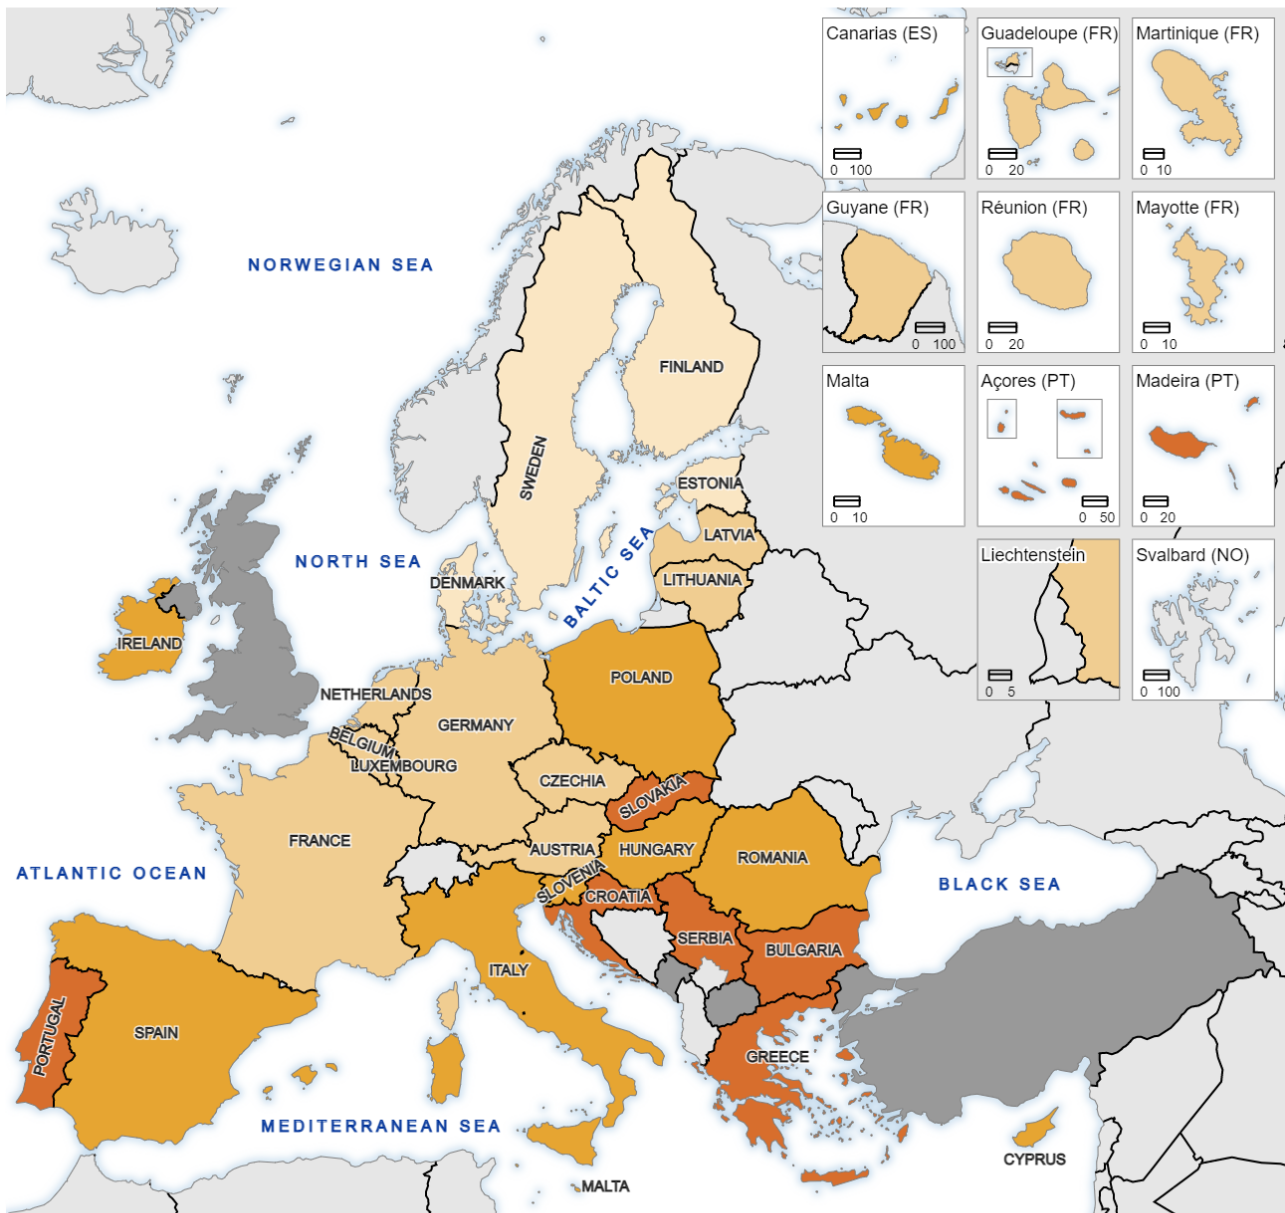 Canarias (ES)
0 100
Guadeloupe (FR)
0 20
Martinique (FR)
0 10
Guyane (FR)
0 100
Réunion (FR)
0 20
Mayotte (FR)
0 10
Malta
0 10
Açores (PT)
0 50
Madeira (PT)
0 20
Liechtenstein
0 5
Svalbard (NO)
0 100
NORWEGIAN SEA
FINLAND
SWEDEN
ESTONIA
NORTH SEA
BALTIC SEA
LATVIA
DENMARK
LITHUANIA
IRELAND
POLAND
NETHERLANDS
GERMANY
BELGIUM
LUXEMBOURG
CZECHIA
SLOVAKIA
FRANCE
AUSTRIA
HUNGARY
ROMANIA
ATLANTIC OCEAN
SLOVENIA
BLACK SEA
CROATIA
SERBIA
BULGARIA
ITALY
PORTUGAL
SPAIN
GREECE
MEDITERRANEAN SEA
CYPRUS
MALTA